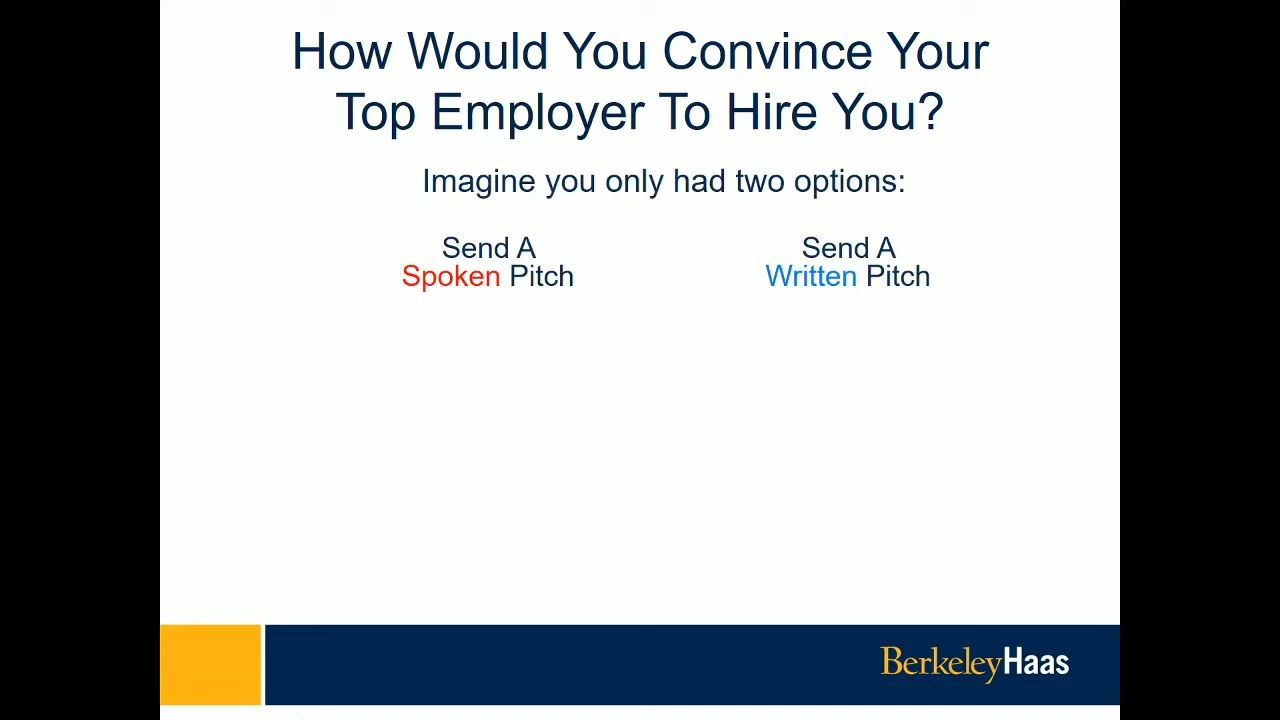 How Would You Convince Your
Top Employer To Hire You?
Imagine you only had two options:
Send A
Spoken Pitch
Send A
Written Pitch
BerkeleyHaas